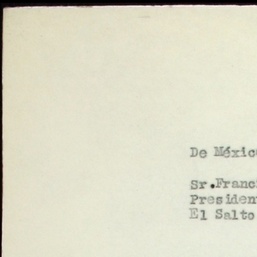 De Méxic
Sr.Franc
Presiden
El Salto